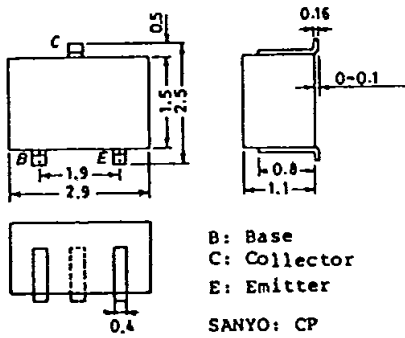 0.16
C
0.5
0~0.1
1.5
2.5
B
E
1.9
2.9
0.8
1.1
B: Base
C: Collector
E: Emitter
0.4
SANYO: CP